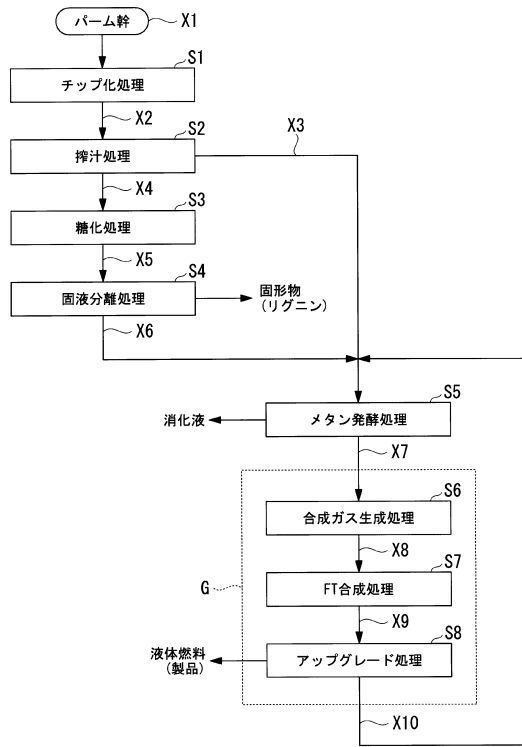 パーム幹 X1
S1
チップ化処理
X2
S2
搾汁処理
X3
X4
S3
糖化処理
X5
S4
固液分離処理
固形物
(リグニン)
X6
S5
メタン発酵処理
消化液
X7
S6
合成ガス生成処理
X8
S7
G
FT合成処理
X9
S8
アップグレード処理
液体燃料
(製品)
X10